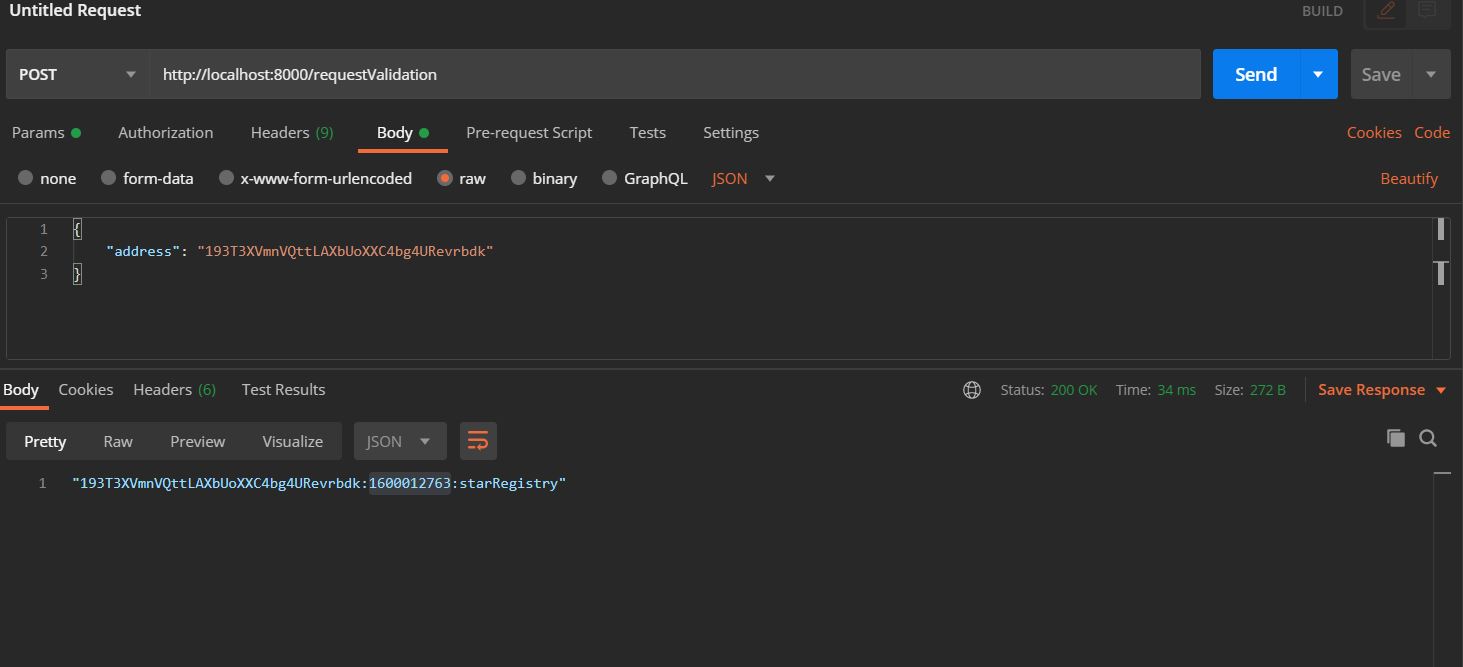 Untitled Request BUILD
POST http://localhost:8000/requestValidation Send Save
Params Authorization Headers (9) Body Pre-request Script Tests Settings Cookies Code
none form-data x-www-form-urlencoded raw binary GraphQL JSON Beautify
1 {
2 "address": "193T3XVmnVQttLAXbUoXXC4bg4URevrbdk"
3 }
Body Cookies Headers (6) Test Results Status: 200 OK Time: 34 ms Size: 272 B Save Response
Pretty Raw Preview Visualize JSON
1 "193T3XVmnVQttLAXbUoXXC4bg4URevrbdk:1600012763:starRegistry"